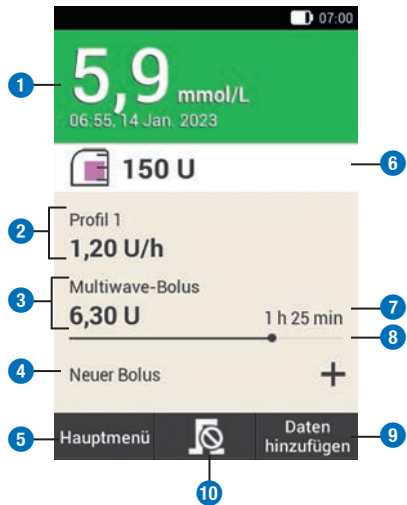 07:00
1
5,9 mmol/L
06:55, 14 Jan. 2023
150 U
6
2
Profil 1
1,20 U/h
3
Multiwave-Bolus
6,30 U
1 h 25 min
7
8
4
Neuer Bolus
+
5
Hauptmenü
Daten
hinzufügen
9
10